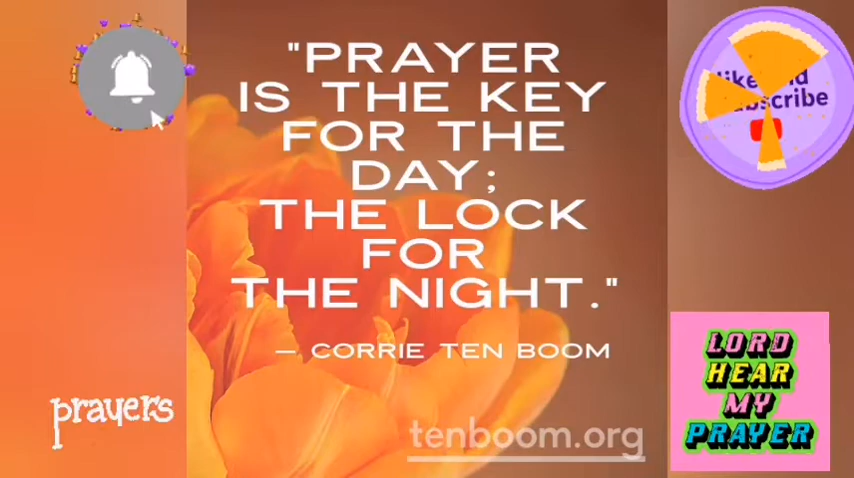 "PRAYER
IS THE KEY
FOR THE
DAY;
THE LOCK
FOR
THE NIGHT."
— CORRIE TEN BOOM
tenboom.org
prayers
LORD
HEAR
MY
PRAYER